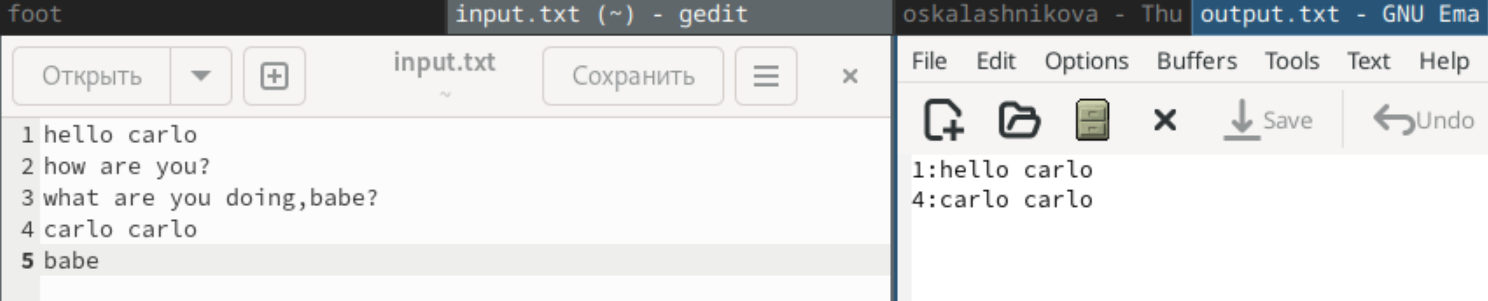 foot
input.txt (~) - gedit
Открыть
input.txt
~
Сохранить
1 hello carlo
2 how are you?
3 what are you doing,babe?
4 carlo carlo
5 babe
oskalashnikova - Thu
output.txt - GNU Ema
File Edit Options Buffers Tools Text Help
Save Undo
1:hello carlo
4:carlo carlo